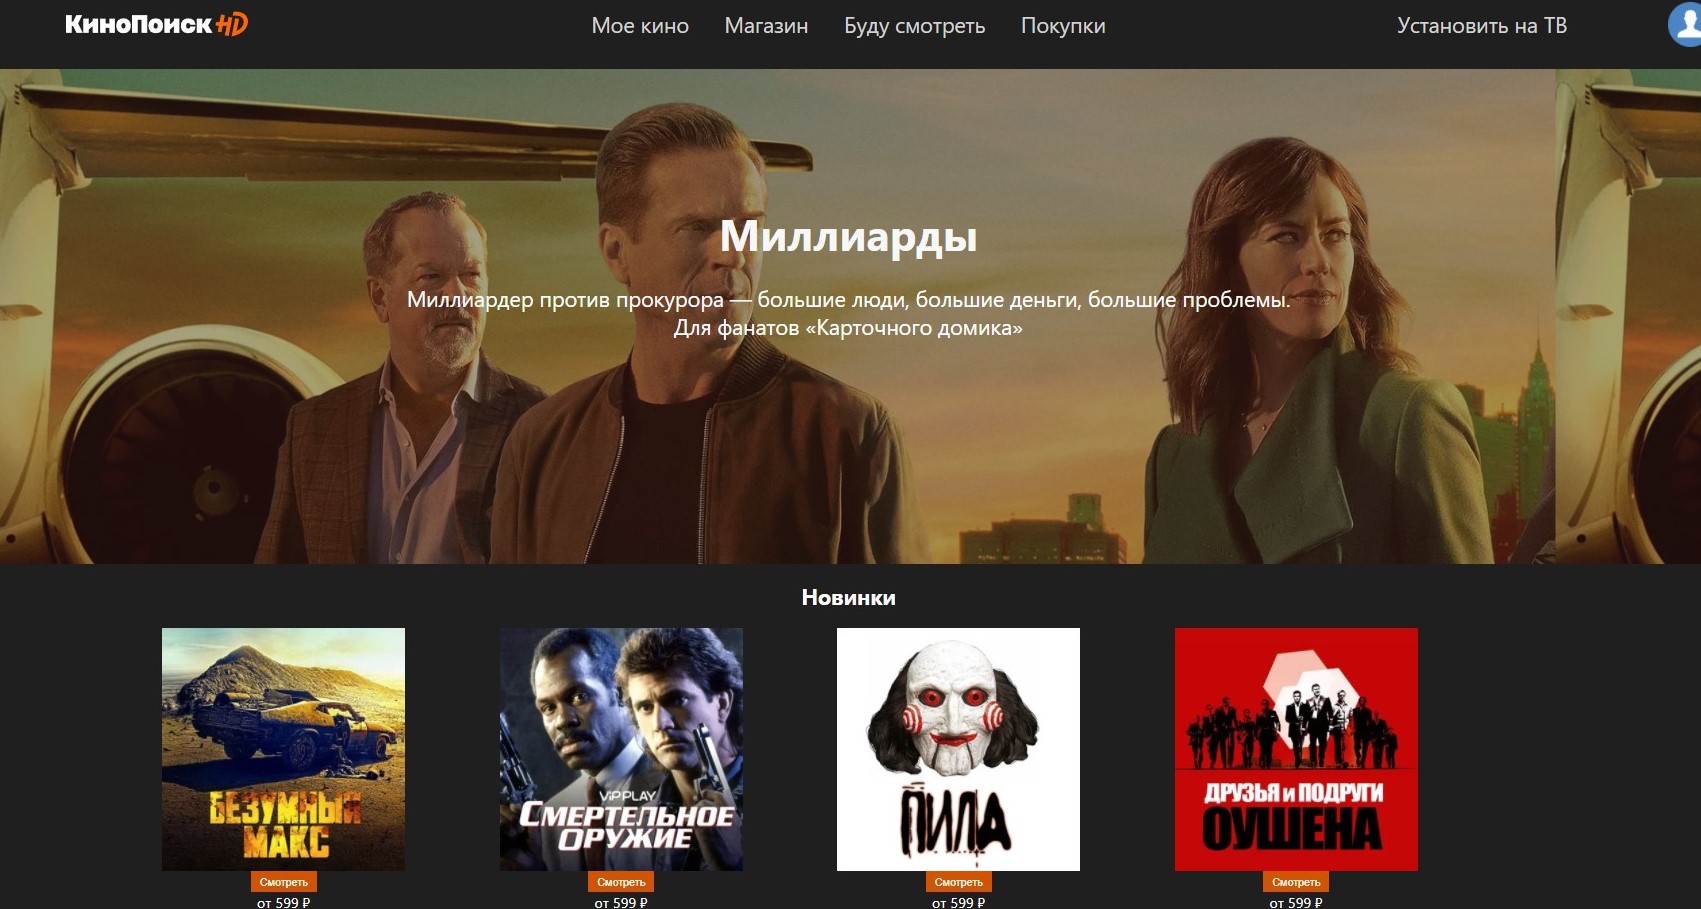 КиноПоиск HD
Мое кино Магазин Буду смотреть Покупки Установить на ТВ
Миллиарды
Миллиардер против прокурора — большие люди, большие деньги, большие проблемы.
Для фанатов «Карточного домика»
Новинки
БЕЗУМНЫЙ
МАКС
ViPPLAY
СМЕРТЕЛЬНОЕ
ОРУЖИЕ
ПИЛА
ДРУЗЬЯ И ПОДРУГИ
ОУШЕНА
Смотреть Смотреть Смотреть Смотреть
от 599 ₽ от 599 ₽ от 599 ₽ от 599 ₽